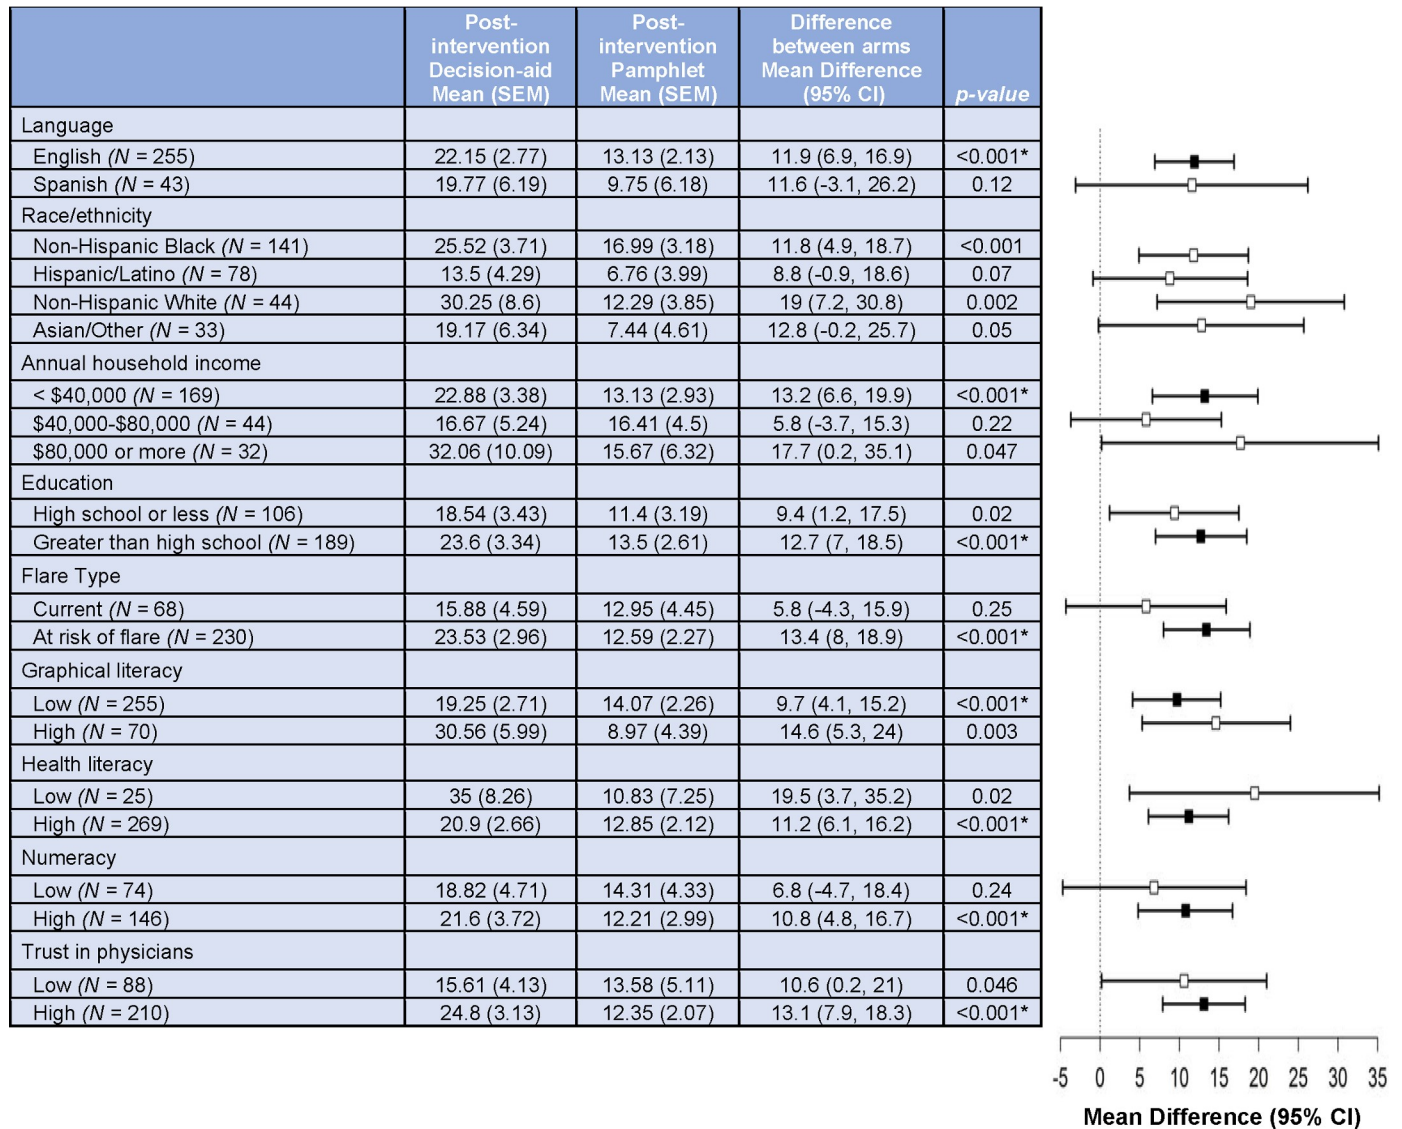 Post-intervention Decision-aid Mean (SEM) Post-intervention Pamphlet Mean (SEM) Difference between arms Mean Difference (95% CI) p-value
Language
English (N = 255) 22.15 (2.77) 13.13 (2.13) 11.9 (6.9, 16.9) <0.001*
Spanish (N = 43) 19.77 (6.19) 9.75 (6.18) 11.6 (-3.1, 26.2) 0.12
Race/ethnicity
Non-Hispanic Black (N = 141) 25.52 (3.71) 16.99 (3.18) 11.8 (4.9, 18.7) <0.001
Hispanic/Latino (N = 78) 13.5 (4.29) 6.76 (3.99) 8.8 (-0.9, 18.6) 0.07
Non-Hispanic White (N = 44) 30.25 (8.6) 12.29 (3.85) 19 (7.2, 30.8) 0.002
Asian/Other (N = 33) 19.17 (6.34) 7.44 (4.61) 12.8 (-0.2, 25.7) 0.05
Annual household income
< $40,000 (N = 169) 22.88 (3.38) 13.13 (2.93) 13.2 (6.6, 19.9) <0.001*
$40,000-$80,000 (N = 44) 16.67 (5.24) 16.41 (4.5) 5.8 (-3.7, 15.3) 0.22
$80,000 or more (N = 32) 32.06 (10.09) 15.67 (6.32) 17.7 (0.2, 35.1) 0.047
Education
High school or less (N = 106) 18.54 (3.43) 11.4 (3.19) 9.4 (1.2, 17.5) 0.02
Greater than high school (N = 189) 23.6 (3.34) 13.5 (2.61) 12.7 (7, 18.5) <0.001*
Flare Type
Current (N = 68) 15.88 (4.59) 12.95 (4.45) 5.8 (-4.3, 15.9) 0.25
At risk of flare (N = 230) 23.53 (2.96) 12.59 (2.27) 13.4 (8, 18.9) <0.001*
Graphical literacy
Low (N = 255) 19.25 (2.71) 14.07 (2.26) 9.7 (4.1, 15.2) <0.001*
High (N = 70) 30.56 (5.99) 8.97 (4.39) 14.6 (5.3, 24) 0.003
Health literacy
Low (N = 25) 35 (8.26) 10.83 (7.25) 19.5 (3.7, 35.2) 0.02
High (N = 269) 20.9 (2.66) 12.85 (2.12) 11.2 (6.1, 16.2) <0.001*
Numeracy
Low (N = 74) 18.82 (4.71) 14.31 (4.33) 6.8 (-4.7, 18.4) 0.24
High (N = 146) 21.6 (3.72) 12.21 (2.99) 10.8 (4.8, 16.7) <0.001*
Trust in physicians
Low (N = 88) 15.61 (4.13) 13.58 (5.11) 10.6 (0.2, 21) 0.046
High (N = 210) 24.8 (3.13) 12.35 (2.07) 13.1 (7.9, 18.3) <0.001*
-5 0 5 10 15 20 25 30 35
Mean Difference (95% CI)